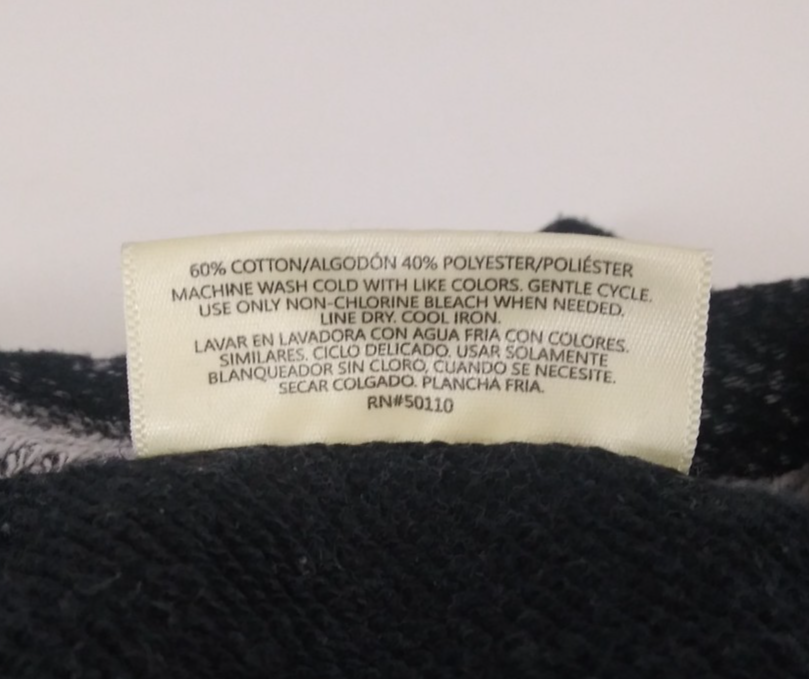 60% COTTON/ALGODÓN 40% POLYESTER/POLIÉSTER
MACHINE WASH COLD WITH LIKE COLORS. GENTLE CYCLE.
USE ONLY NON-CHLORINE BLEACH WHEN NEEDED.
LINE DRY. COOL IRON.
LAVAR EN LAVADORA CON AGUA FRIA CON COLORES.
SIMILARES. CICLO DELICADO. USAR SOLAMENTE
BLANQUEADOR SIN CLORO, CUANDO SE NECESITE.
SECAR COLGADO. PLANCHA FRIA.
RN#50110